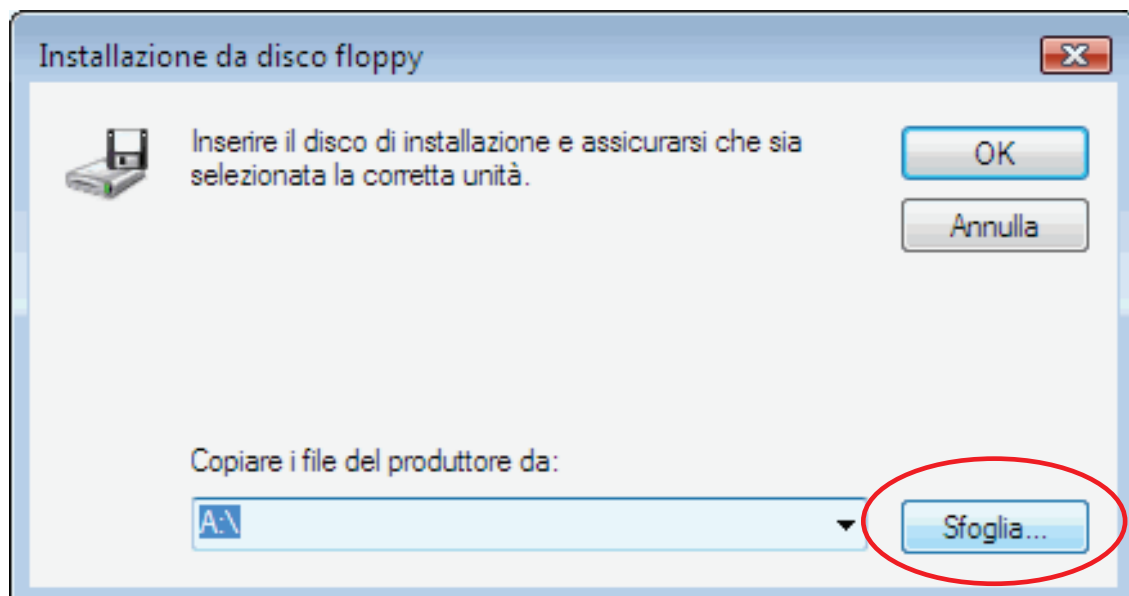 Installazione da disco floppy
Inserire il disco di installazione e assicurarsi che sia
selezionata la corretta unità.
OK
Annulla
Copiare i file del produttore da:
A:\
Sfoglia...